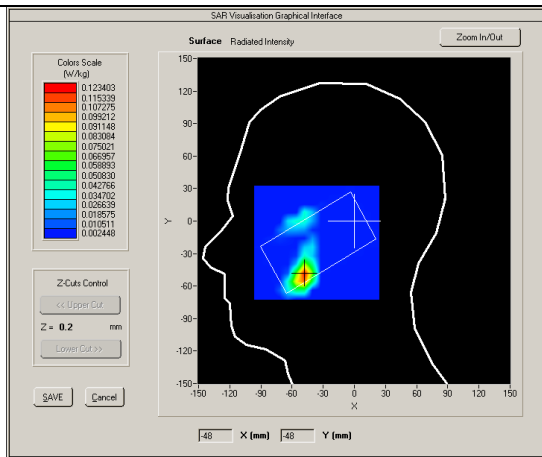 SAR Visualisation Graphical Interface
Surface Radiated Intensity
Zoom In/Out
Colors Scale
(W/kg)
0.123403
0.115339
0.107275
0.099212
0.091148
0.083084
0.075021
0.066957
0.058893
0.050830
0.042766
0.034702
0.026639
0.018575
0.010511
0.002448
Z-Cuts Control
<< Upper Cut
Z = 0.2 mm
Lower Cut >>
SAVE Cancel
150-
120-
90-
60-
30-
Y 0-
-30-
-60-
-90-
-120-
-150-
-150 -120 -90 -60 -30 0 30 60 90 120 150
X
-48 X (mm) -48 Y (mm)